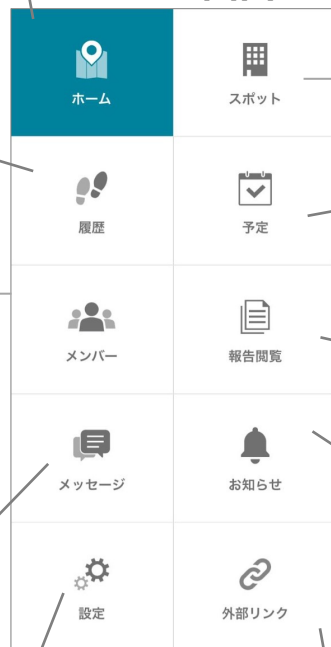 ホーム
スポット
履歴
予定
メンバー
報告閲覧
メッセージ
お知らせ
設定
外部リンク